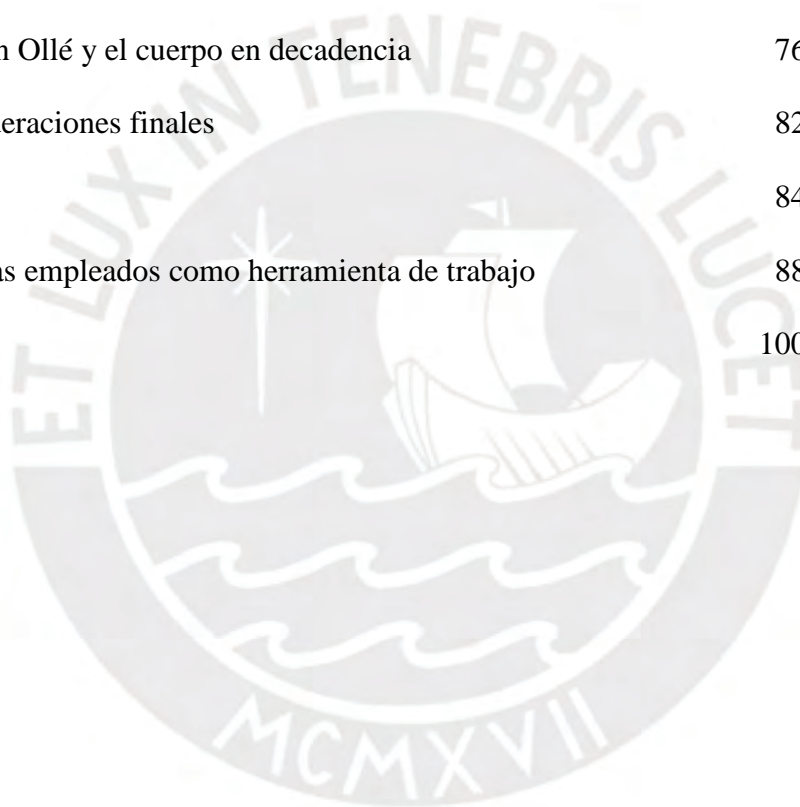 n Ollé y el cuerpo en decadencia 76
eraciones finales 82
84
as empleados como herramienta de trabajo 88
100
ET LUX IN TENEBRIS LUCET
MCMXVII